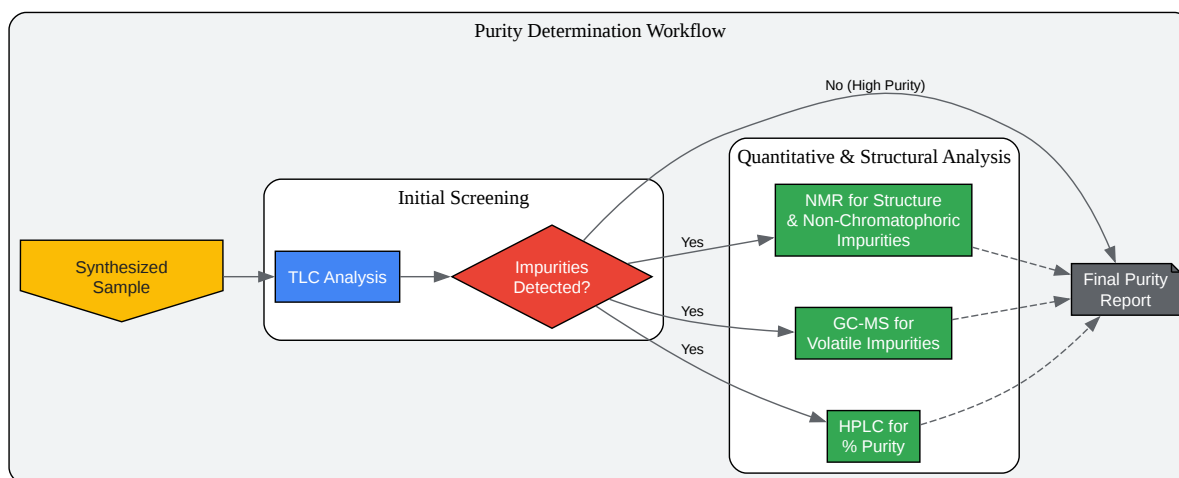 Purity Determination Workflow
No (High Purity)
Quantitative & Structural Analysis
Initial Screening
NMR for Structure
& Non-Chromatophoric
Impurities
Yes
Synthesized
Sample
TLC Analysis
Impurities
Detected?
Final Purity
Report
Yes
GC-MS for
Volatile Impurities
Yes
HPLC for
% Purity